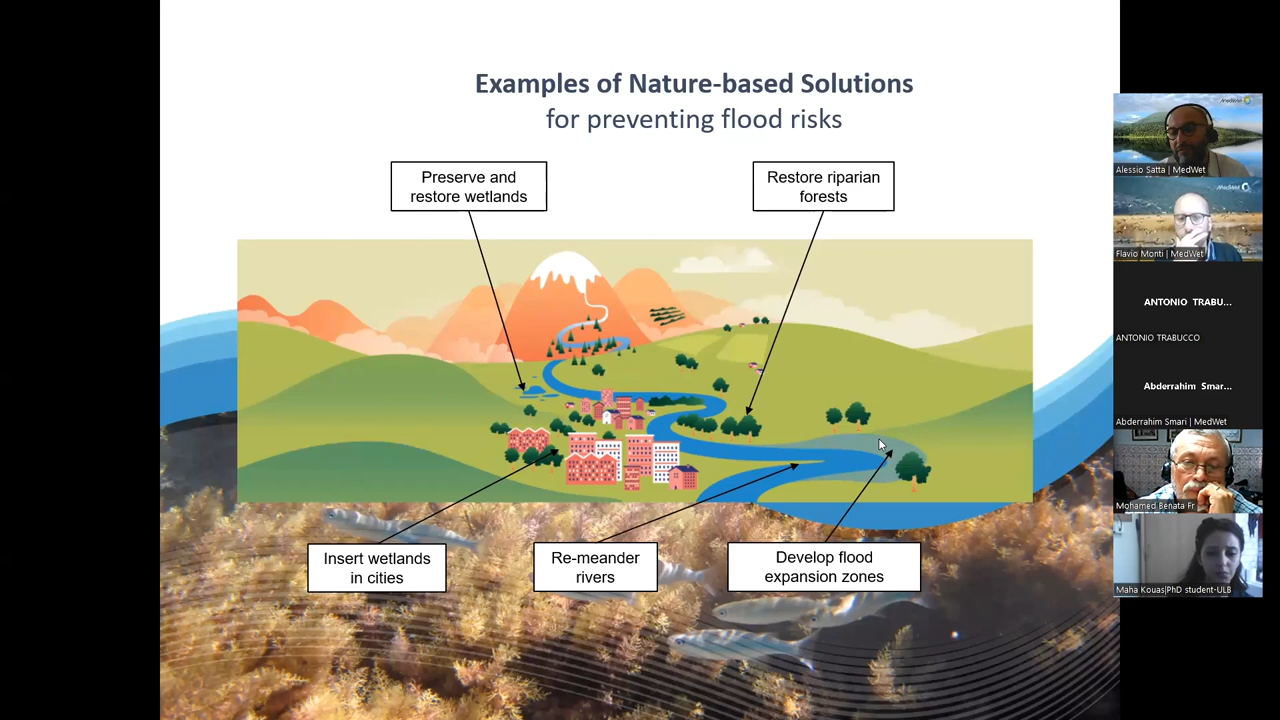 Examples of Nature-based Solutions
for preventing flood risks
Preserve and
restore wetlands
Restore riparian
forests
Insert wetlands
in cities
Re-meander
rivers
Develop flood
expansion zones
MedWet
Alessio Satta | MedWet
MedWet
Flavio Monti | MedWet
ANTONIO TRABU...
ANTONIO TRABUCCO
Abderrahim Smar...
Abderrahim Smari | MedWet
Mohamed Benata Fr
Maha Kouas|PhD student-ULB